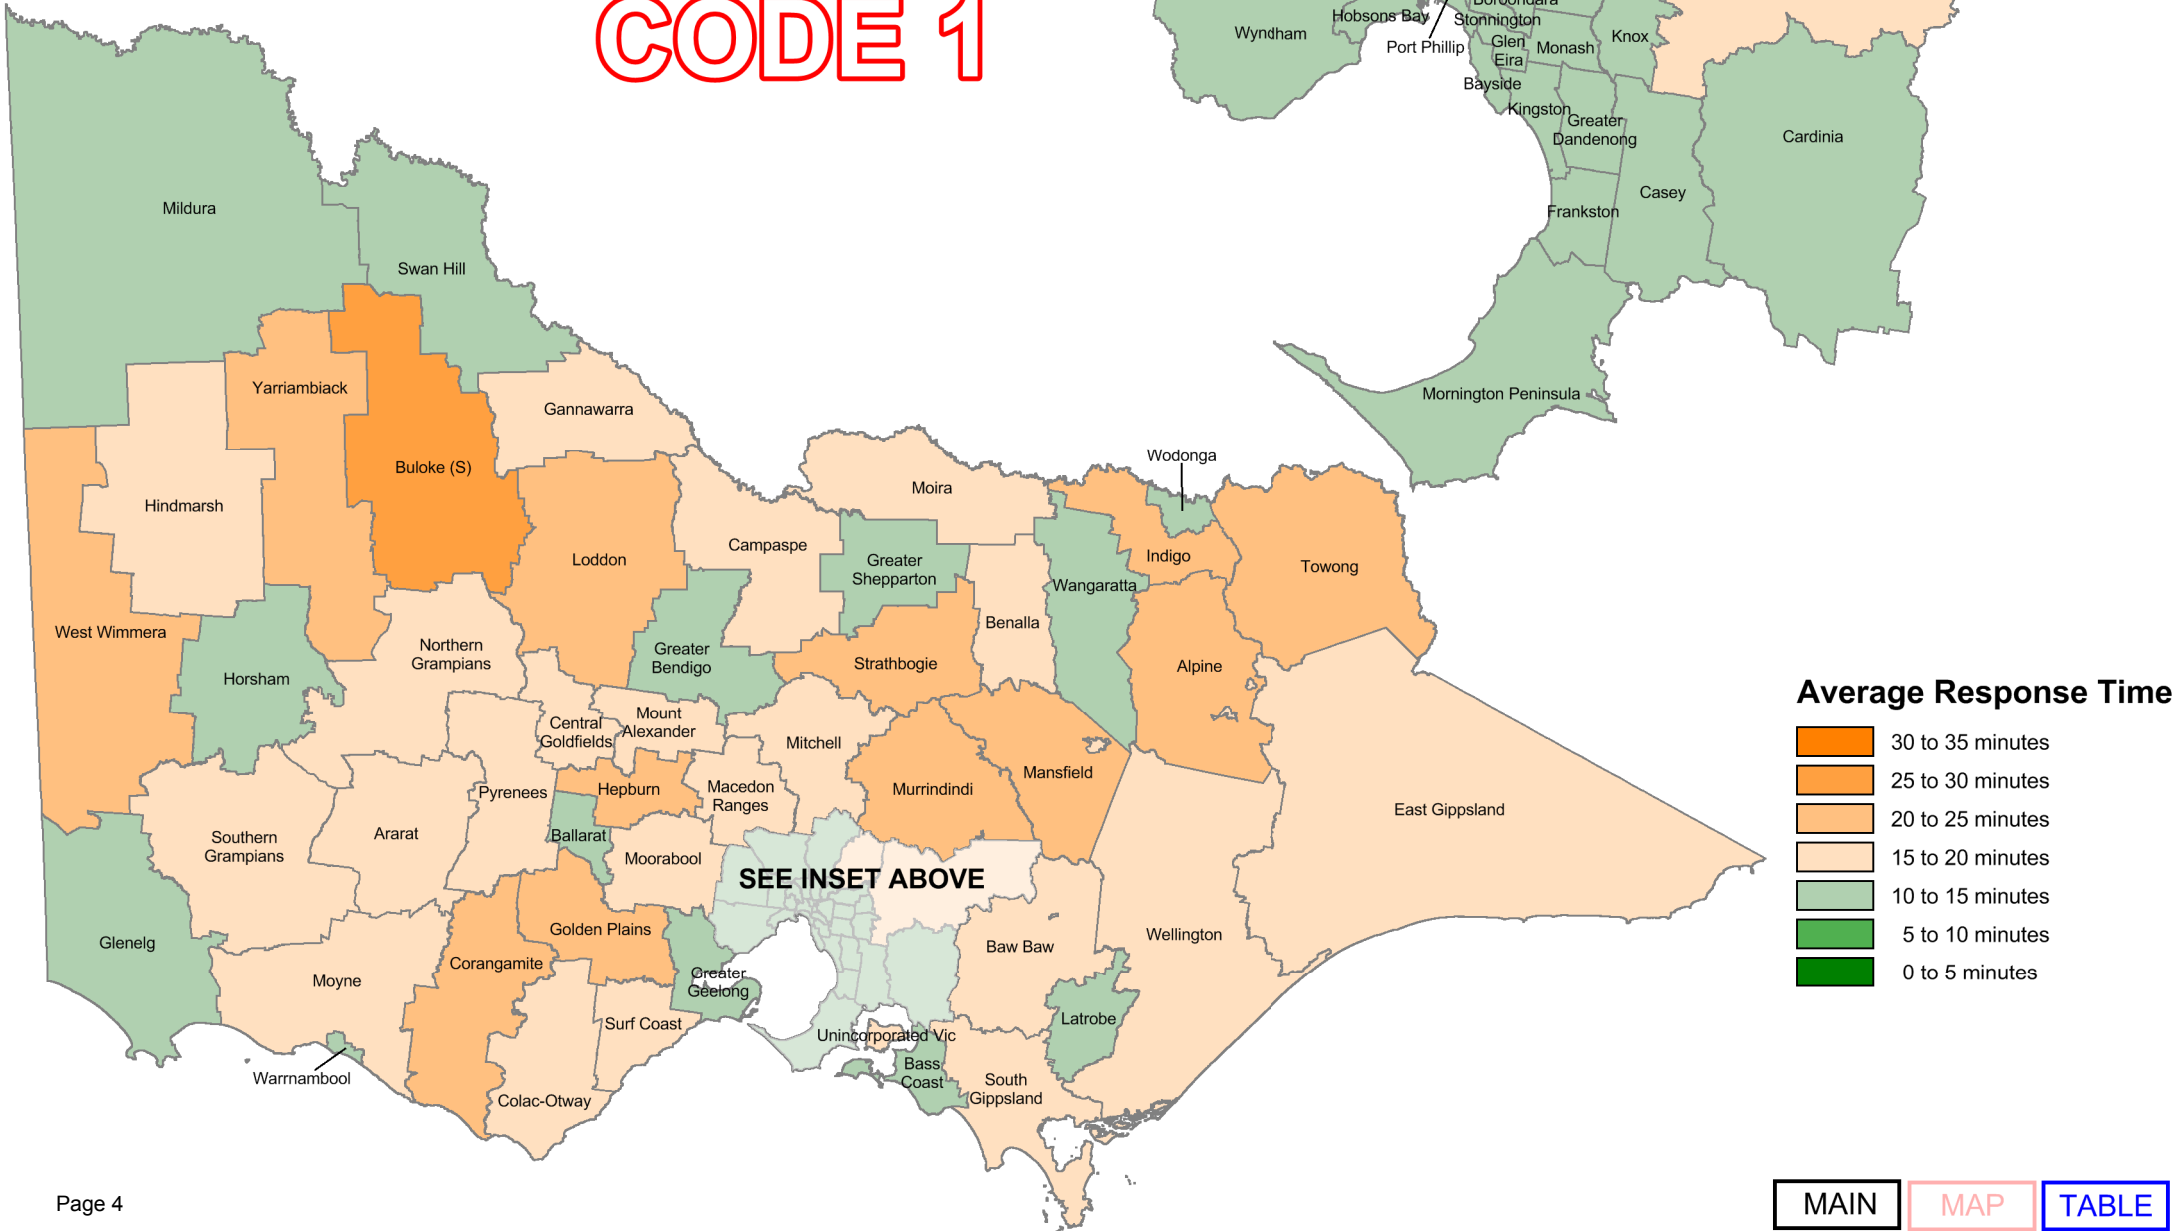 CODE 1
Boroondara
Hobsons Bay
Stonnington
Wyndham
Port Phillip
Glen
Eira
Monash
Knox
Bayside
Kingston
Greater
Dandenong
Cardinia
Casey
Frankston
Mornington Peninsula
Mildura
Swan Hill
Yarriambiack
Gannawarra
Buloke (S)
Hindmarsh
Wodonga
Moira
Loddon
Campaspe
Greater
Shepparton
Indigo
Wangaratta
Towong
West Wimmera
Benalla
Northern
Grampians
Greater
Bendigo
Strathbogie
Alpine
Horsham
Central
Goldfields
Mount
Alexander
Mitchell
Mansfield
Pyrenees
Hepburn
Macedon
Ranges
Murrindindi
East Gippsland
Southern
Grampians
Ararat
Ballarat
Moorabool
SEE INSET ABOVE
Glenelg
Golden Plains
Wellington
Baw Baw
Corangamite
Moyne
Greater
Geelong
Surf Coast
Latrobe
Unincorporated Vic
Warrnambool
Bass
Coast
South
Gippsland
Colac-Otway
Average Response Time
30 to 35 minutes
25 to 30 minutes
20 to 25 minutes
15 to 20 minutes
10 to 15 minutes
5 to 10 minutes
0 to 5 minutes
Page 4
MAIN
MAP
TABLE